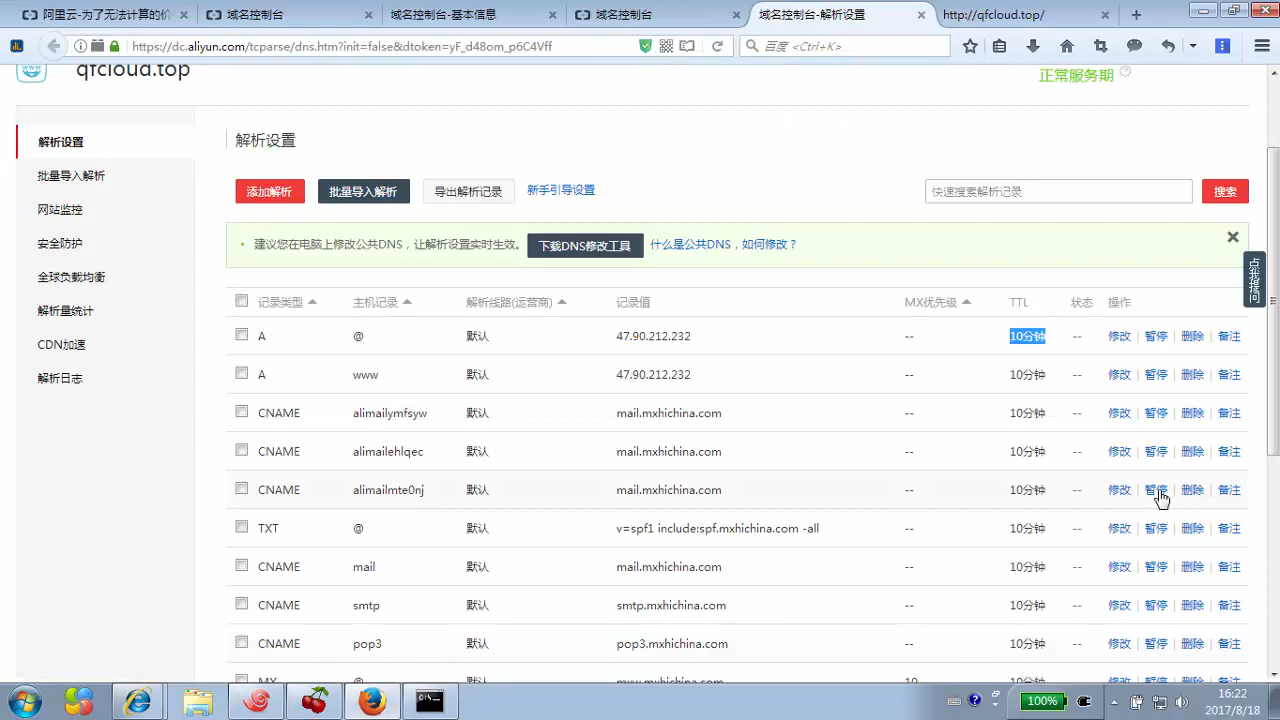 阿里云-为了无法计算的价
域名控制台
域名控制台-基本信息
域名控制台
域名控制台-解析设置
http://qfcloud.top/
https://dc.aliyun.com/tcparse/dns.htm?init=false&dtoken=yF_d48om_p6C4Vff
百度 <Ctrl+K>
qfcloud.top
正常服务期
解析设置
批量导入解析
网站监控
安全防护
全球负载均衡
解析量统计
CDN加速
解析日志
解析设置
添加解析 批量导入解析 导出解析记录 新手引导设置
快速搜索解析记录 搜索
建议您在电脑上修改公共DNS，让解析设置实时生效。 下载DNS修改工具 什么是公共DNS，如何修改？
点我提问
记录类型 主机记录 解析线路(运营商) 记录值 MX优先级 TTL 状态 操作
A @ 默认 47.90.212.232 -- 10分钟 -- 修改 | 暂停 | 删除 | 备注
A www 默认 47.90.212.232 -- 10分钟 -- 修改 | 暂停 | 删除 | 备注
CNAME alimailymfsyw 默认 mail.mxhichina.com -- 10分钟 -- 修改 | 暂停 | 删除 | 备注
CNAME alimailehlqec 默认 mail.mxhichina.com -- 10分钟 -- 修改 | 暂停 | 删除 | 备注
CNAME alimailmte0nj 默认 mail.mxhichina.com -- 10分钟 -- 修改 | 暂停 | 删除 | 备注
TXT @ 默认 v=spf1 include:spf.mxhichina.com -all -- 10分钟 -- 修改 | 暂停 | 删除 | 备注
CNAME mail 默认 mail.mxhichina.com -- 10分钟 -- 修改 | 暂停 | 删除 | 备注
CNAME smtp 默认 smtp.mxhichina.com -- 10分钟 -- 修改 | 暂停 | 删除 | 备注
CNAME pop3 默认 pop3.mxhichina.com -- 10分钟 -- 修改 | 暂停 | 删除 | 备注
100%
16:22
2017/8/18